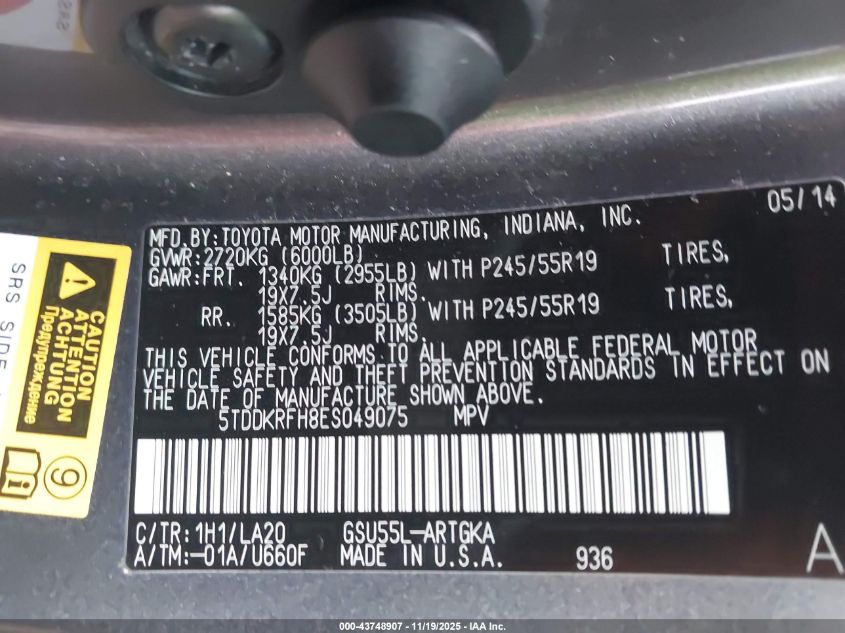 05/14
MFD.BY:TOYOTA MOTOR MANUFACTURING, INDIANA, INC.
GVWR:2720KG (6000LB)
GAWR:FRT. 1340KG (2955LB) WITH P245/55R19 TIRES,
19X7.5J RIMS.
RR. 1585KG (3505LB) WITH P245/55R19 TIRES,
19X7.5J RIMS.
THIS VEHICLE CONFORMS TO ALL APPLICABLE FEDERAL MOTOR
VEHICLE SAFETY AND THEFT PREVENTION STANDARDS IN EFFECT ON
THE DATE OF MANUFACTURE SHOWN ABOVE.
5TDDKRFH8ES049075 MPV
C/TR:1H1/LA20 GSU55L-ARTGKA
A/TM:-01A/U660F MADE IN U.S.A. 936
A
CAUTION
ATTENTION
ACHTUNG
Предупреждение
9
i
SRS SIDE
000-43748907 - 11/19/2025 - IAA Inc.